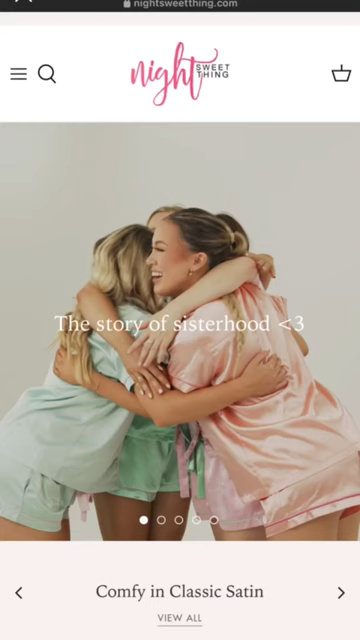 nightsweetthing.com
night SWEET
THING
The story of sisterhood <3
Comfy in Classic Satin
VIEW ALL